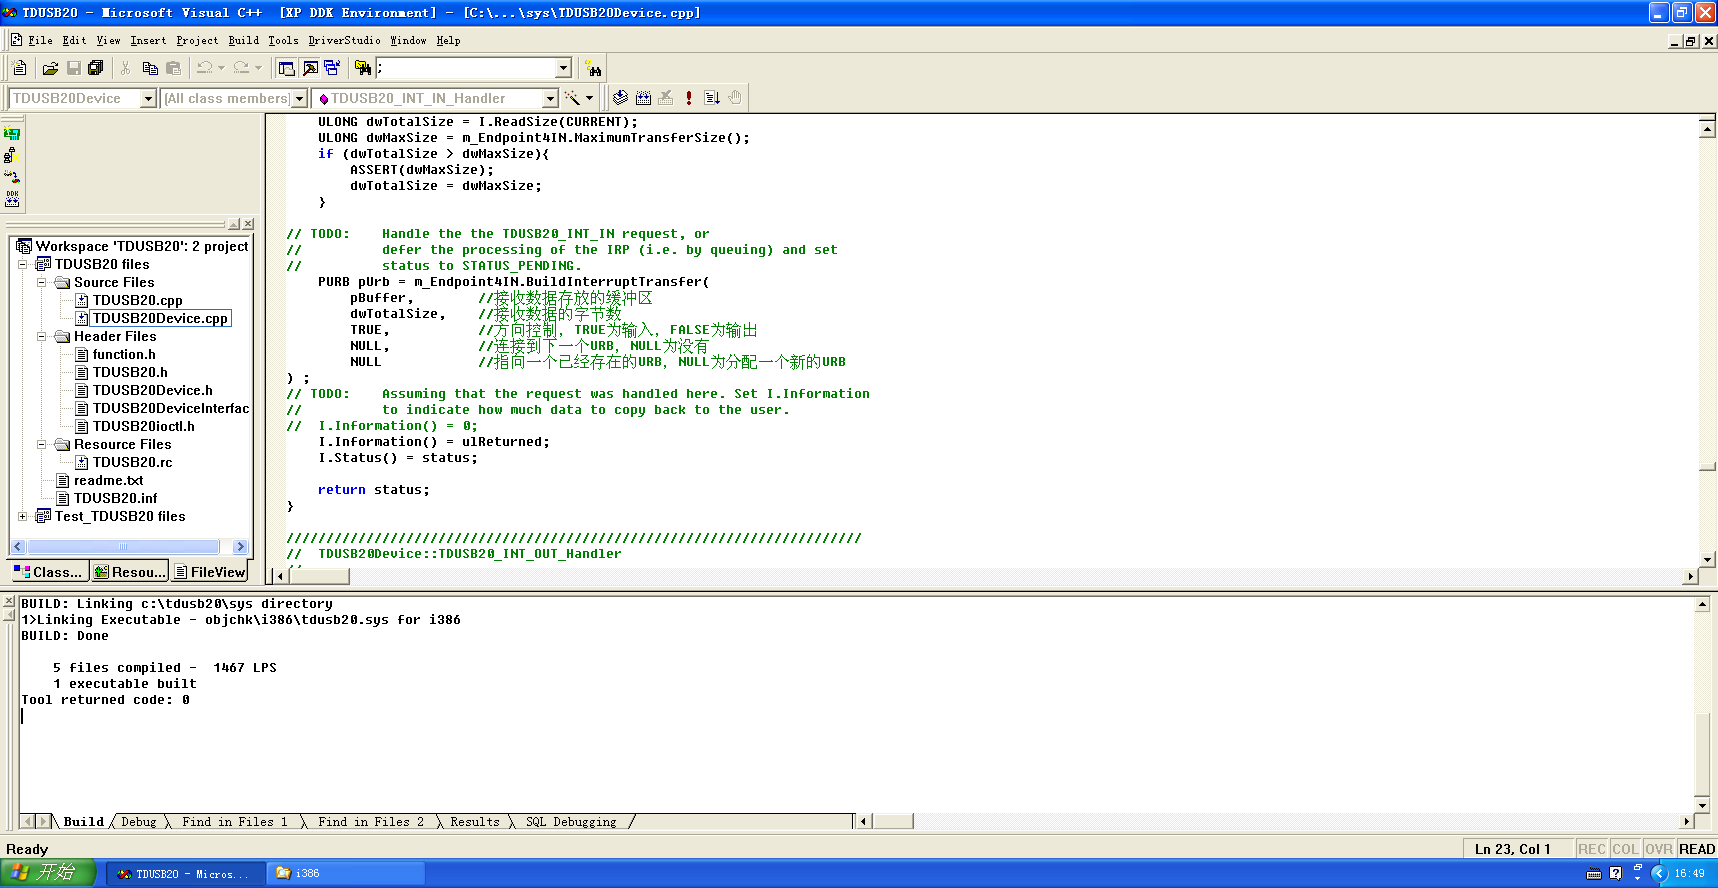 TDUSB20 - Microsoft Visual C++  [XP DDK Environment] - [C:\...\sys\TDUSB20Device.cpp]
File Edit View Insert Project Build Tools DriverStudio Window Help
;
TDUSB20Device [All class members] TDUSB20_INT_IN_Handler
DDK
Workspace 'TDUSB20': 2 project
TDUSB20 files
Source Files
TDUSB20.cpp
TDUSB20Device.cpp
Header Files
function.h
TDUSB20.h
TDUSB20Device.h
TDUSB20DeviceInterfac
TDUSB20ioctl.h
Resource Files
TDUSB20.rc
readme.txt
TDUSB20.inf
Test_TDUSB20 files
Class... Resou... FileView
ULONG dwTotalSize = I.ReadSize(CURRENT);
ULONG dwMaxSize = m_Endpoint4IN.MaximumTransferSize();
if (dwTotalSize > dwMaxSize){
ASSERT(dwMaxSize);
dwTotalSize = dwMaxSize;
}
// TODO:    Handle the the TDUSB20_INT_IN request, or
//          defer the processing of the IRP (i.e. by queuing) and set
//          status to STATUS_PENDING.
PURB pUrb = m_Endpoint4IN.BuildInterruptTransfer(
pBuffer,        //接收数据存放的缓冲区
dwTotalSize,    //接收数据的字节数
TRUE,           //方向控制，TRUE为输入，FALSE为输出
NULL,           //连接到下一个URB，NULL为没有
NULL            //指向一个已经存在的URB，NULL为分配一个新的URB
) ;
// TODO:    Assuming that the request was handled here. Set I.Information
//          to indicate how much data to copy back to the user.
//  I.Information() = 0;
I.Information() = ulReturned;
I.Status() = status;
return status;
}
////////////////////////////////////////////////////////////////////////
//  TDUSB20Device::TDUSB20_INT_OUT_Handler
//
BUILD: Linking c:\tdusb20\sys directory
1>Linking Executable - objchk\i386\tdusb20.sys for i386
BUILD: Done
5 files compiled -  1467 LPS
1 executable built
Tool returned code: 0
Build Debug Find in Files 1 Find in Files 2 Results SQL Debugging
Ready Ln 23, Col 1 REC COL OVR READ
开始 TDUSB20 - Micros... i386 16:49